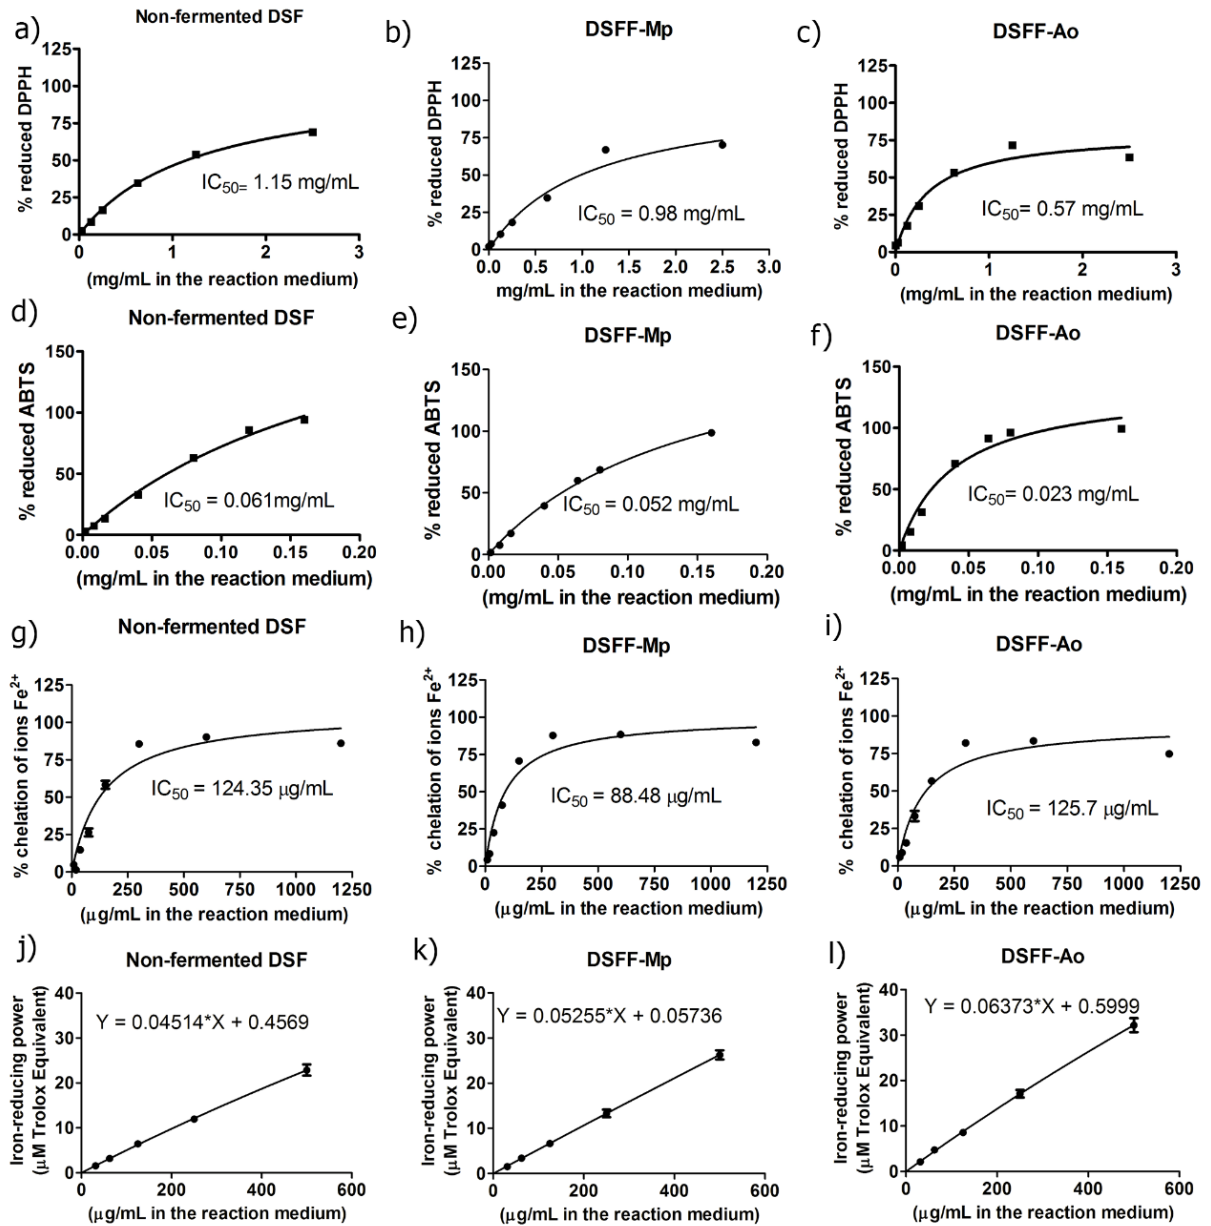 a)
Non-fermented DSF
% reduced DPPH
125
100
75
50
25
0
IC50= 1.15 mg/mL
0 1 2 3
(mg/mL in the reaction medium)
b)
DSFF-Mp
% reduced DPPH
125
100
75
50
25
0
IC50 = 0.98 mg/mL
0.0 0.5 1.0 1.5 2.0 2.5 3.0
mg/mL in the reaction medium)
c)
DSFF-Ao
% reduced DPPH
125
100
75
50
25
0
IC50= 0.57 mg/mL
0 1 2 3
(mg/mL in the reaction medium)
d)
Non-fermented DSF
% reduced ABTS
150
100
50
0
IC50 = 0.061mg/mL
0.00 0.05 0.10 0.15 0.20
(mg/mL in the reaction medium)
e)
DSFF-Mp
% reduced ABTS
150
100
50
0
IC50 = 0.052 mg/mL
0.00 0.05 0.10 0.15 0.20
(mg/mL in the reaction medium)
f)
DSFF-Ao
% reduced ABTS
150
100
50
0
IC50= 0.023 mg/mL
0.00 0.05 0.10 0.15 0.20
(mg/mL in the reaction medium)
g)
Non-fermented DSF
% chelation of ions Fe2+
125
100
75
50
25
0
IC50 = 124.35 µg/mL
0 250 500 750 1000 1250
(µg/mL in the reaction medium)
h)
DSFF-Mp
% chelation of ions Fe2+
125
100
75
50
25
0
IC50 = 88.48 µg/mL
0 250 500 750 1000 1250
(µg/mL in the reaction medium)
i)
DSFF-Ao
% chelation of ions Fe2+
125
100
75
50
25
0
IC50 = 125.7 µg/mL
0 250 500 750 1000 1250
(µg/mL in the reaction medium)
j)
Non-fermented DSF
Iron-reducing power
(µM Trolox Equivalent)
40
30
20
10
0
Y = 0.04514*X + 0.4569
0 200 400 600
(µg/mL in the reaction medium)
k)
DSFF-Mp
Iron-reducing power
(µM Trolox Equivalent)
40
30
20
10
0
Y = 0.05255*X + 0.05736
0 200 400 600
(µg/mL in the reaction medium)
l)
DSFF-Ao
Iron-reducing power
(µM Trolox Equivalent)
40
30
20
10
0
Y = 0.06373*X + 0.5999
0 200 400 600
(µg/mL in the reaction medium)